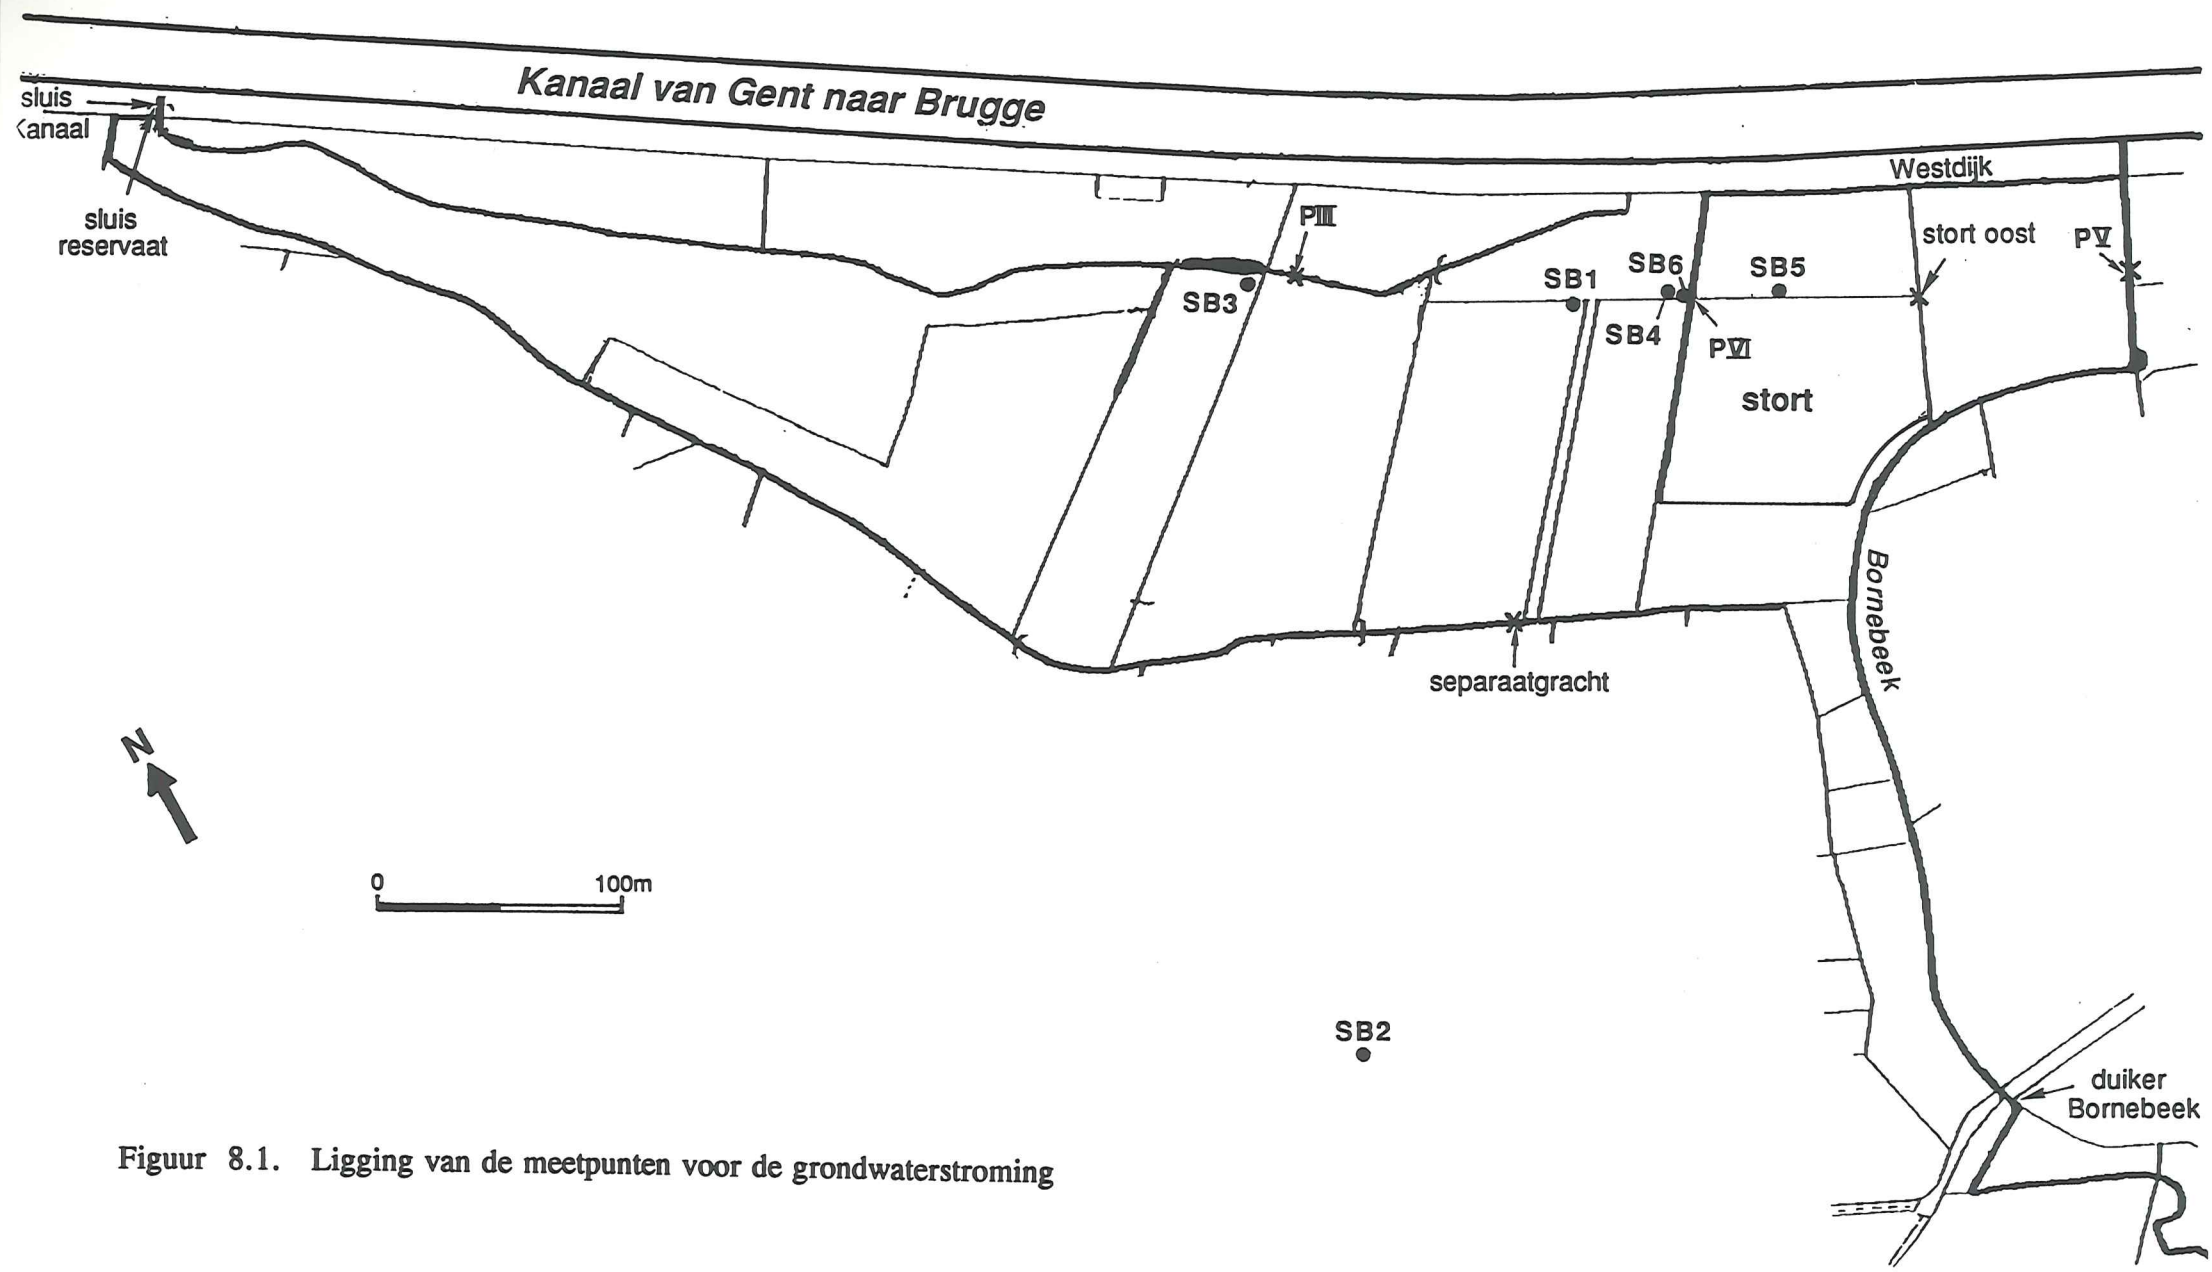 Kanaal van Gent naar Brugge
sluis
Kanaal
sluis
reservaat
Westdijk
PIII
stort oost
PV
SB1
SB6
SB5
SB3
SB4
PVI
stort
Bornebeek
separaatgracht
N
0 100m
SB2
duiker
Bornebeek
Figuur 8.1. Ligging van de meetpunten voor de grondwaterstroming